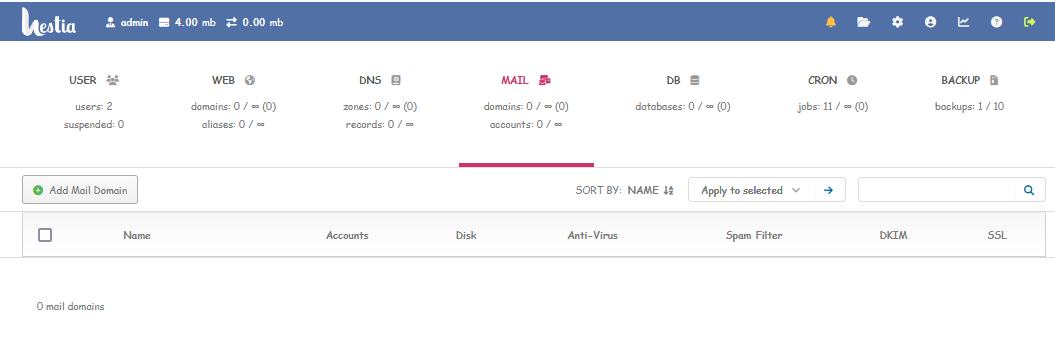 hestia admin 4.00 mb 0.00 mb
USER WEB DNS MAIL DB CRON BACKUP
users: 2 domains: 0 / ∞ (0) zones: 0 / ∞ (0) domains: 0 / ∞ (0) databases: 0 / ∞ (0) jobs: 11 / ∞ (0) backups: 1 / 10
suspended: 0 aliases: 0 / ∞ records: 0 / ∞ accounts: 0 / ∞
Add Mail Domain SORT BY: NAME Apply to selected
Name Accounts Disk Anti-Virus Spam Filter DKIM SSL
0 mail domains